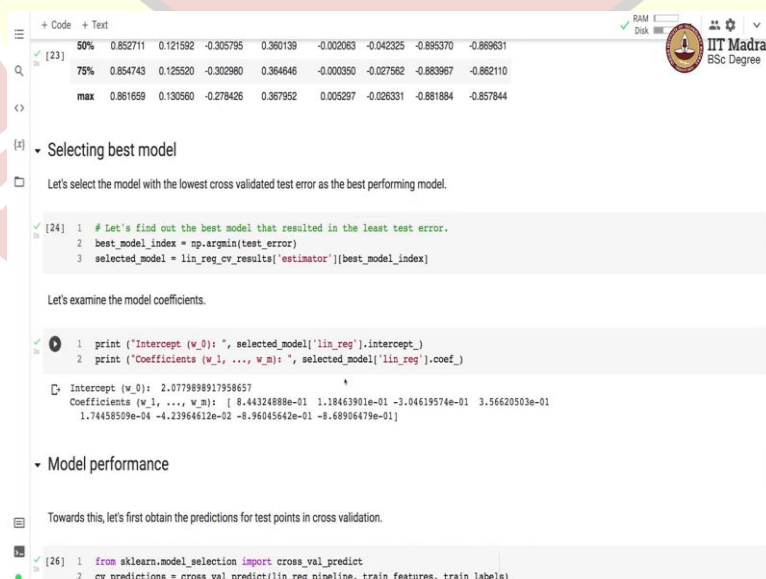 + Code + Text
RAM
Disk
IIT Madra
BSc Degree
[23]
50% 0.852711 0.121592 -0.305795 0.360139 -0.002063 -0.042325 -0.895370 -0.869631
75% 0.854743 0.125520 -0.302980 0.364646 -0.000350 -0.027562 -0.883967 -0.862110
max 0.861659 0.130560 -0.278426 0.367952 0.005297 -0.026331 -0.881884 -0.857844
Selecting best model
Let's select the model with the lowest cross validated test error as the best performing model.
[24] 1 # Let's find out the best model that resulted in the least test error.
2 best_model_index = np.argmin(test_error)
3 selected_model = lin_reg_cv_results['estimator'][best_model_index]
Let's examine the model coefficients.
1 print ("Intercept (w_0): ", selected_model['lin_reg'].intercept_)
2 print ("Coefficients (w_1, ..., w_m): ", selected_model['lin_reg'].coef_)
Intercept (w_0): 2.0779898917958657
Coefficients (w_1, ..., w_m): [ 8.44324888e-01 1.18463901e-01 -3.04619574e-01 3.56620503e-01
1.74458509e-04 -4.23964612e-02 -8.96045642e-01 -8.68906479e-01]
Model performance
Towards this, let's first obtain the predictions for test points in cross validation.
[26] 1 from sklearn.model_selection import cross_val_predict
2 cv_predictions = cross_val_predict(lin_reg_pipeline, train_features, train_labels)